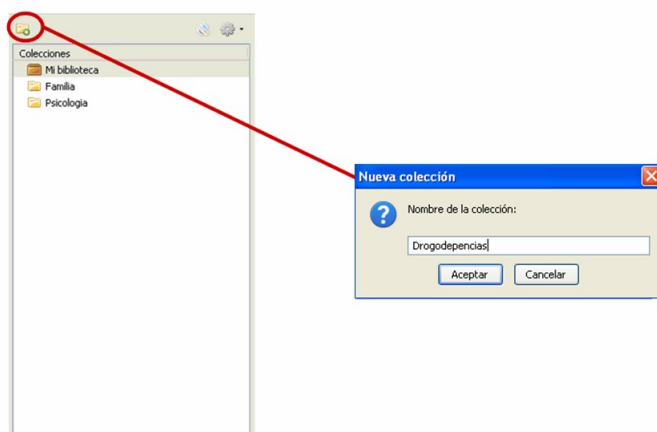 Colecciones
Mi biblioteca
Familia
Psicologia
Nueva colección
Nombre de la colección:
Drogodepencias
Aceptar
Cancelar